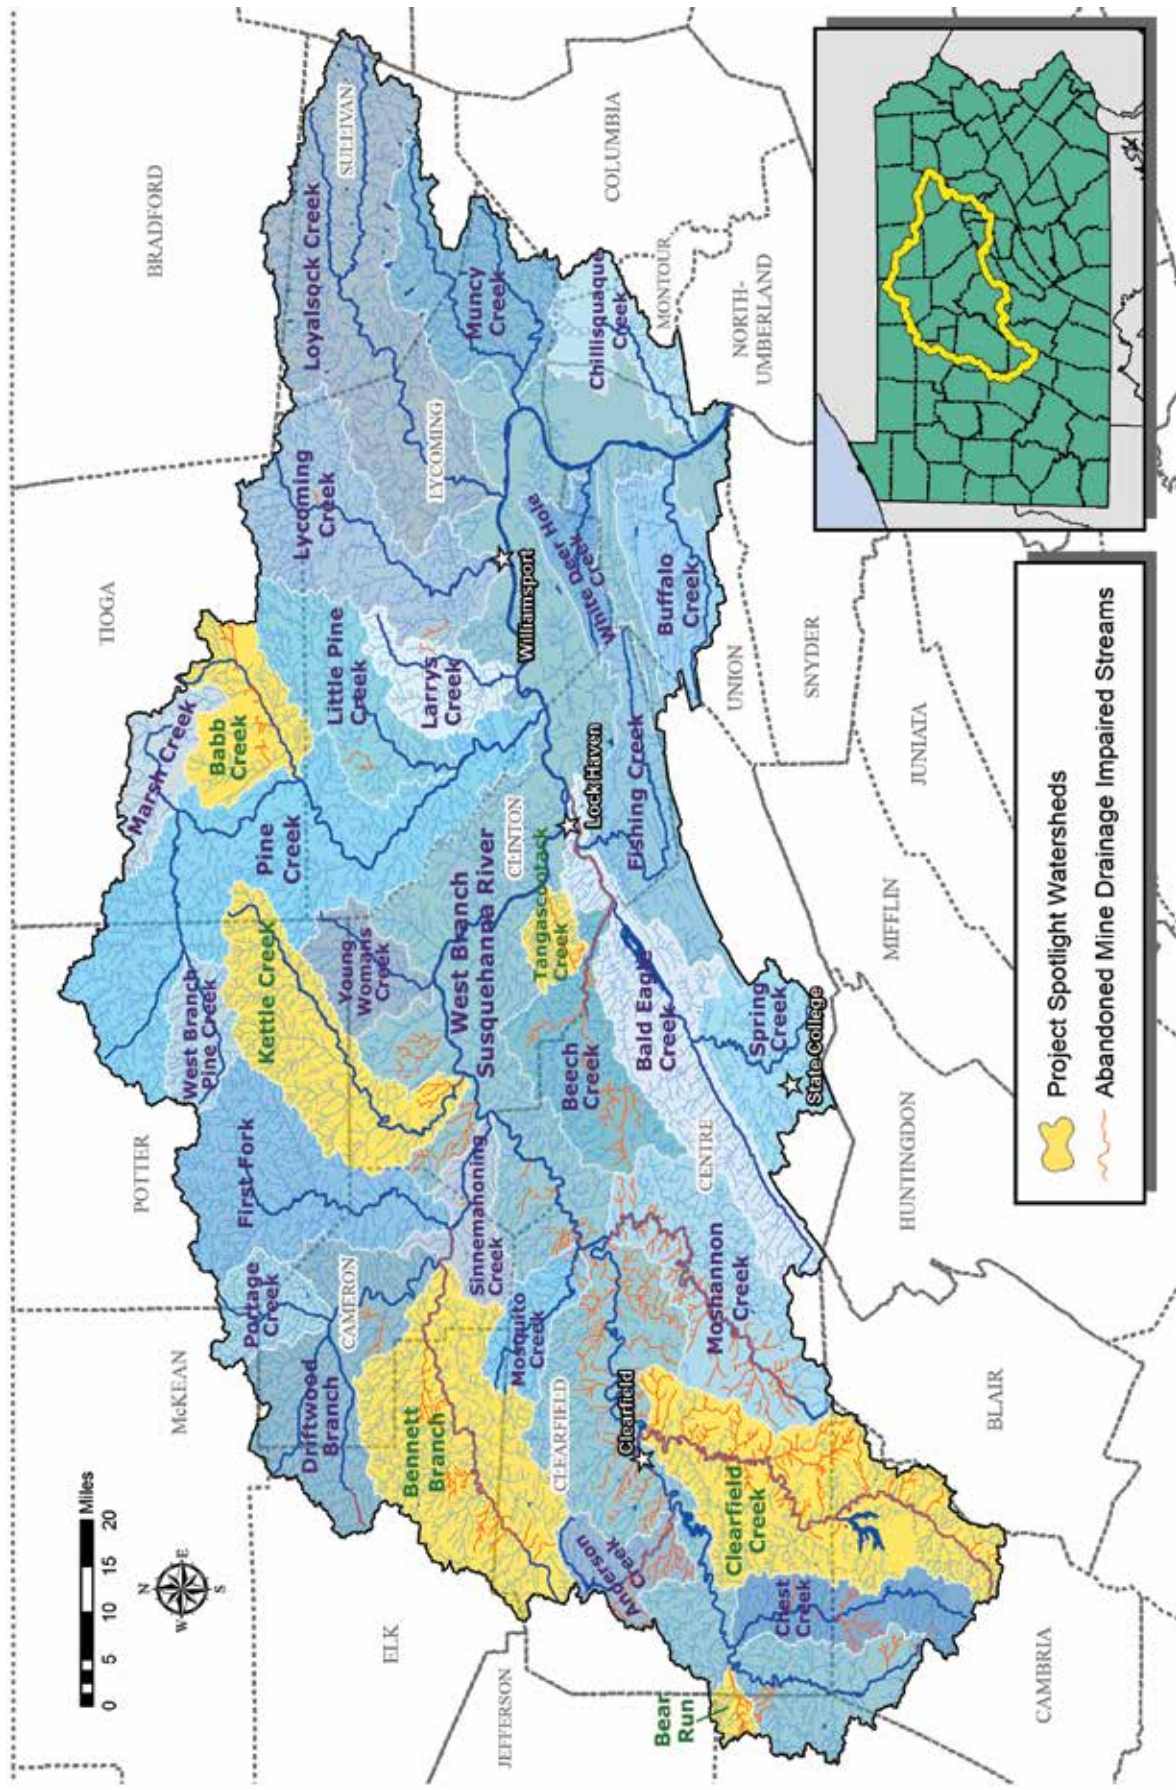 0 5 10 15 20 Miles
N
W E
S
McKEAN
POTTER
TIOGA
BRADFORD
ELK
JEFFERSON
CAMERON
CLEARFIELD
CLINTON
LYCOMING
SULLIVAN
CENTRE
COLUMBIA
MONTOUR
NORTH-
UMBERLAND
UNION
SNYDER
JUNIATA
MIFFLIN
HUNTINGDON
BLAIR
CAMBRIA
Portage
Creek
Driftwood
Branch
First Fork
West Branch
Pine Creek
Marsh Creek
Babb
Creek
Pine
Creek
Kettle Creek
Young
Womans
Creek
Little Pine
Creek
Larrys
Creek
Lycoming
Creek
Loyalsock Creek
Muncy
Creek
Chillisquaque
Creek
White Deer Hole
Creek
Buffalo
Creek
Fishing Creek
West Branch
Susquehanna River
Tangascootack
Creek
Bald Eagle
Creek
Spring
Creek
Beech
Creek
Sinnemahoning
Creek
Bennett
Branch
Mosquito
Creek
Moshannon
Creek
Anderson
Creek
Clearfield
Creek
Chest
Creek
Bear
Run
Williamsport
Lock Haven
State College
Clearfield
Project Spotlight Watersheds
Abandoned Mine Drainage Impaired Streams